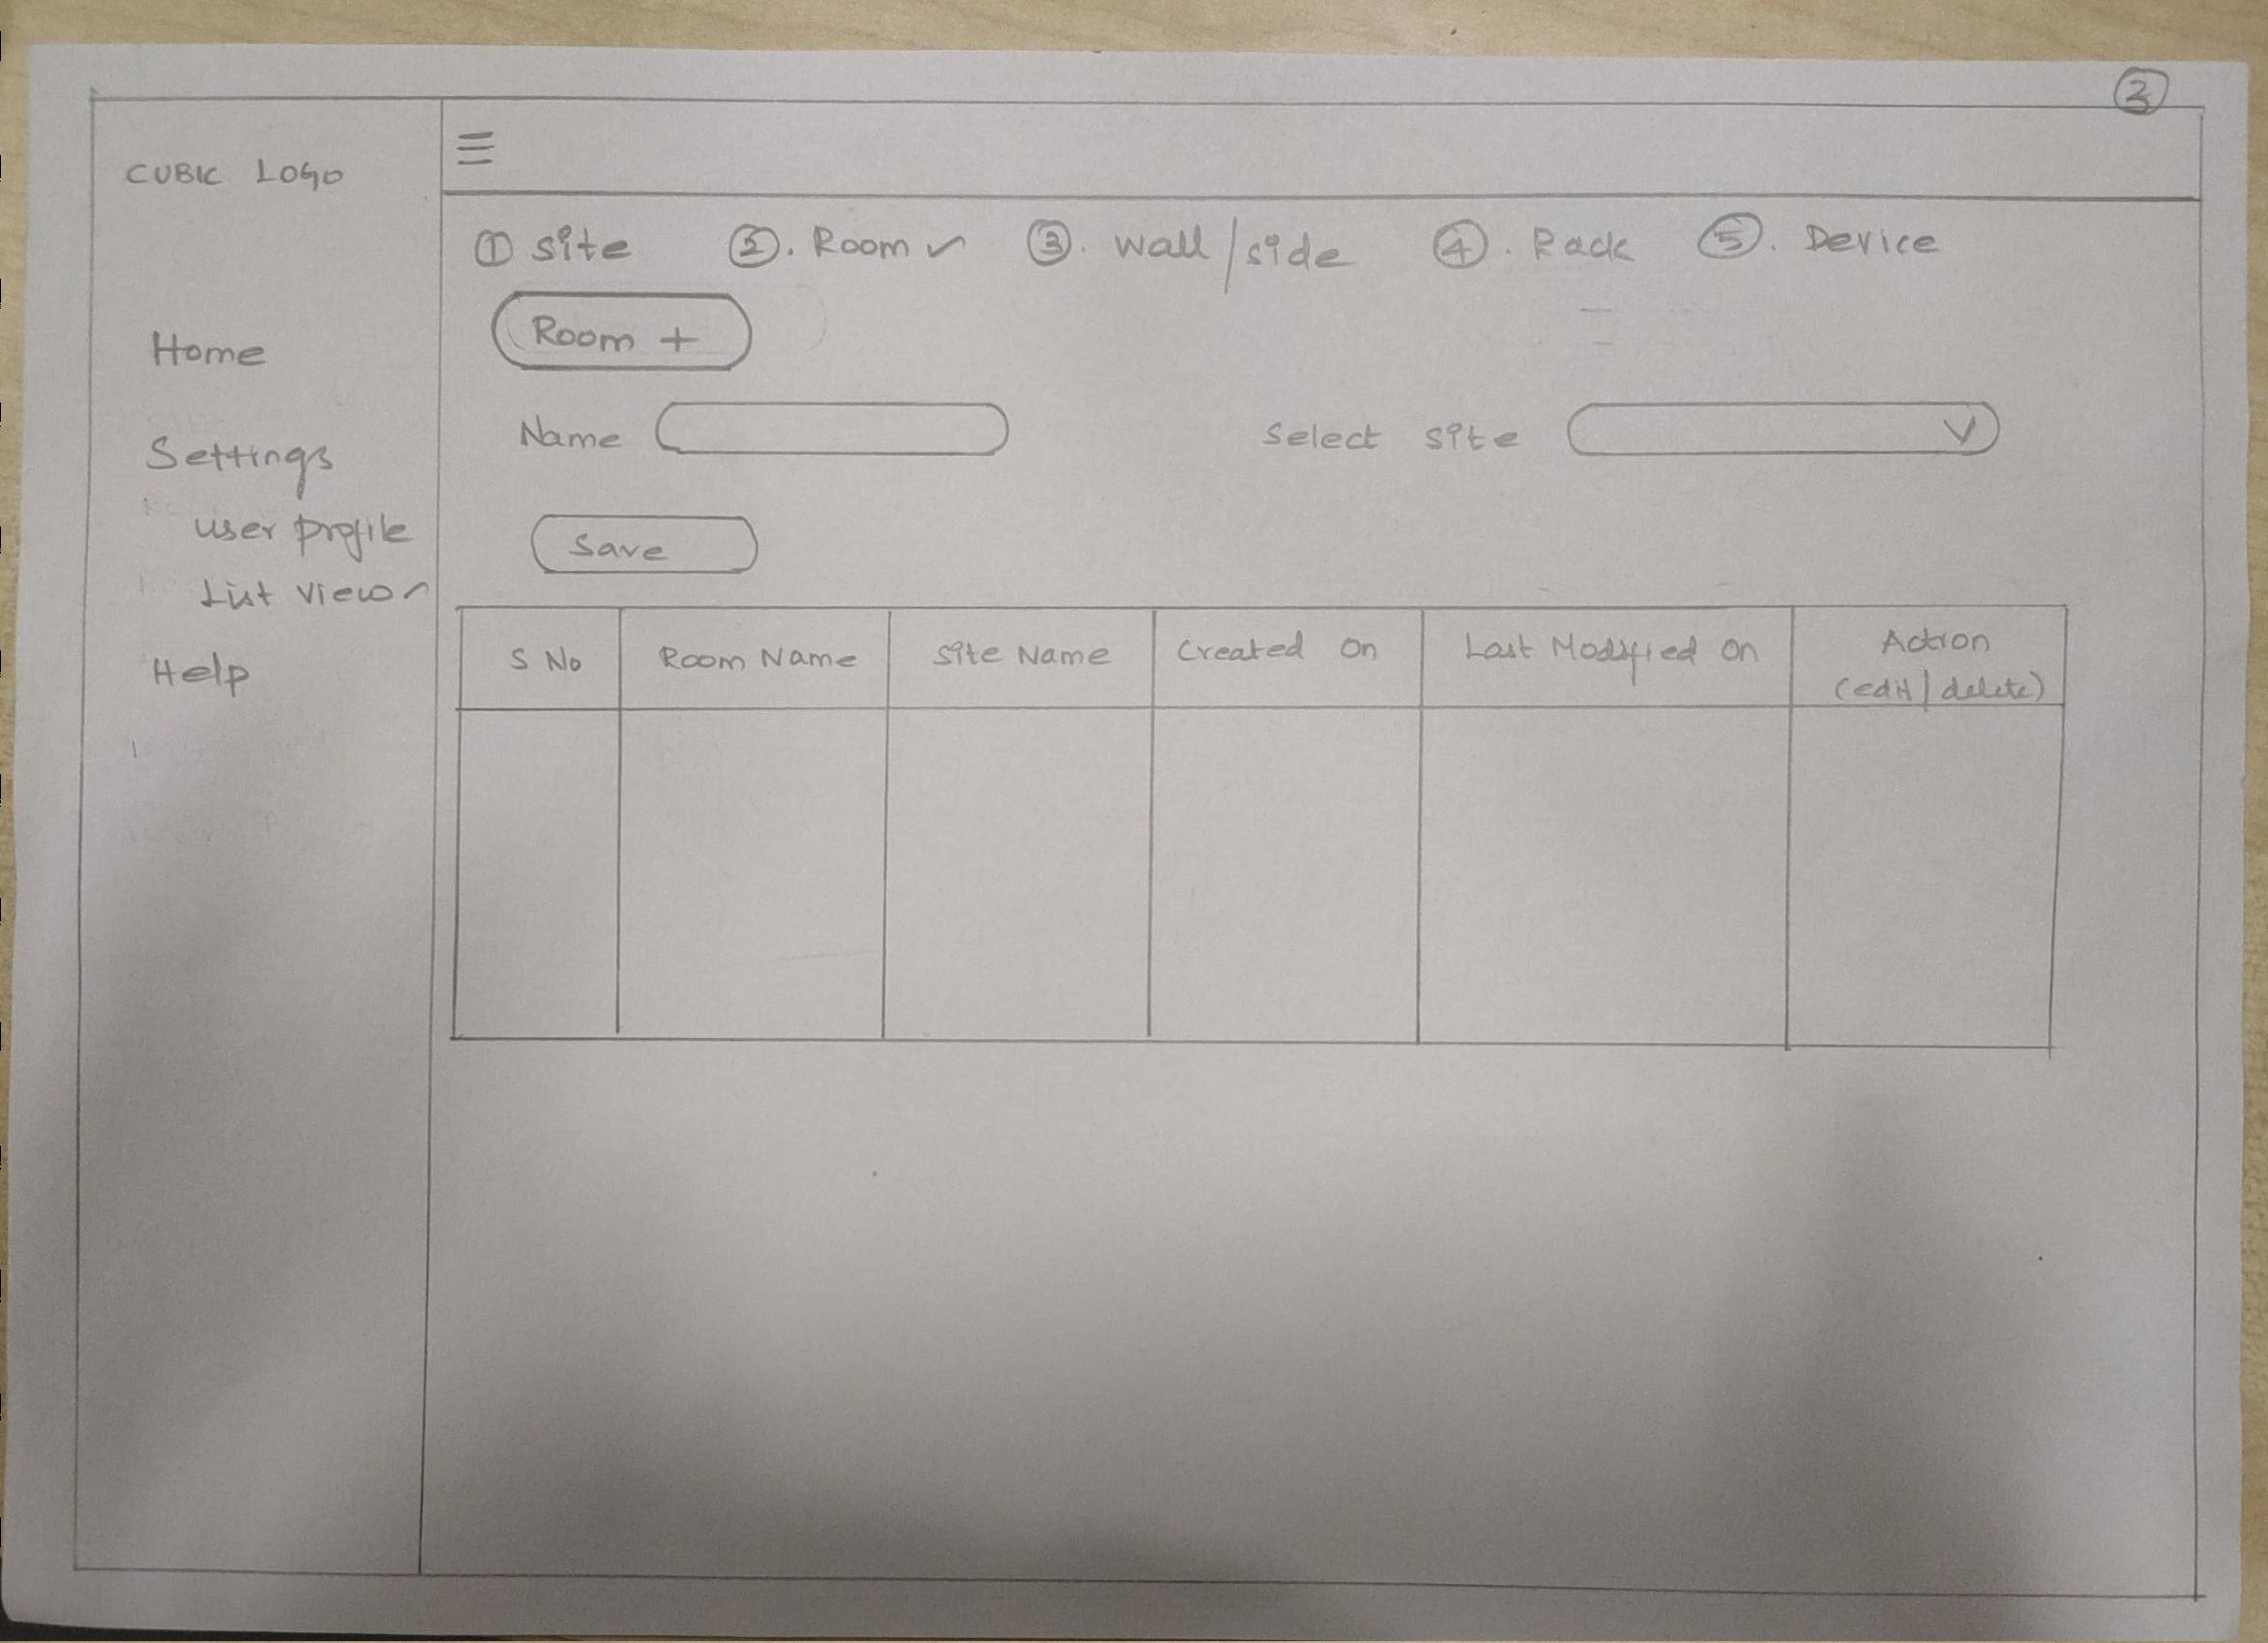 2
CUBIC LOGO
① Site ②. Room ✓ ③. Wall/side ④. Rack ⑤. Device
Room +
Home
Name
Select Site
Settings
User profile
Save
List view ✓
Help
S No Room Name Site Name Created On Last Modified On Action
(edit/delete)